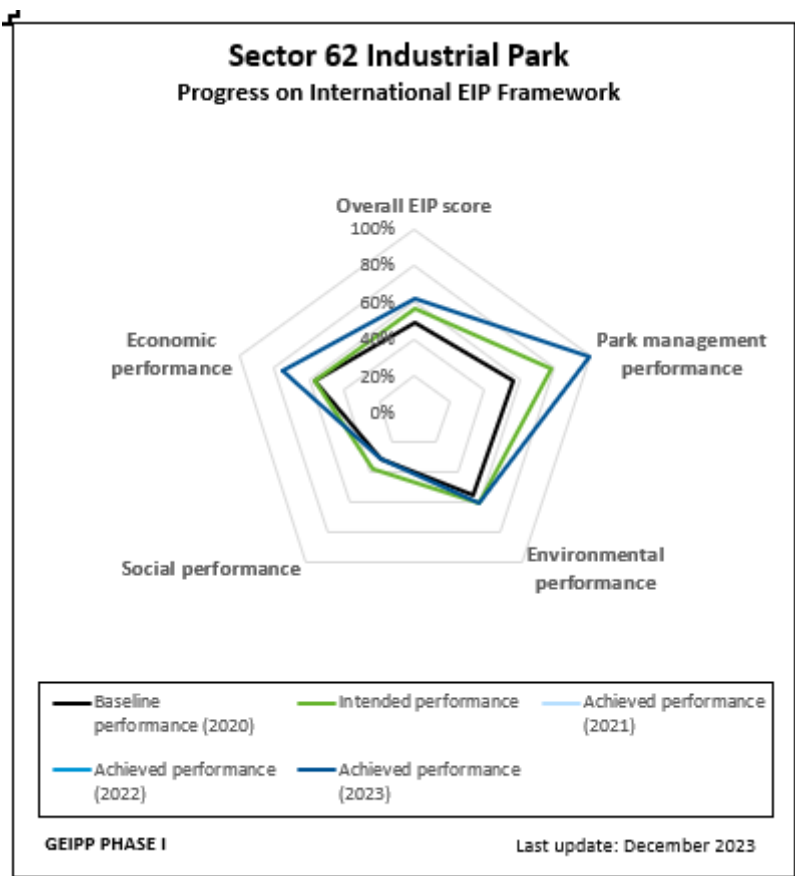 Sector 62 Industrial Park
Progress on International EIP Framework
Overall EIP score
100%
80%
60%
40%
20%
0%
Park management
performance
Environmental
performance
Social performance
Economic
performance
Baseline
performance (2020)
Intended performance
Achieved performance
(2021)
Achieved performance
(2022)
Achieved performance
(2023)
GEIPP PHASE I
Last update: December 2023